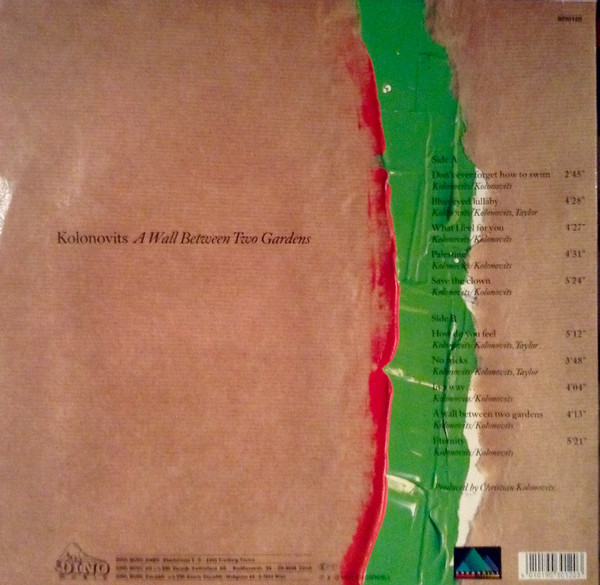 Kolonovits A Wall Between Two Gardens
Side A
Don't ever forget how to swim 2'45"
Kolonovits/Kolonovits
Blue eyed lullaby 4'28"
Kolonovits/Kolonovits, Taylor
What I feel for you 4'27"
Kolonovits/Kolonovits
Palestine 4'31"
Kolonovits/Kolonovits
Save the clown 5'24"
Kolonovits/Kolonovits
Side B
How do you feel 5'12"
Kolonovits/Kolonovits, Taylor
No tricks 3'48"
Kolonovits/Kolonovits, Taylor
In a way 4'04"
Kolonovits/Kolonovits
A wall between two gardens 4'13"
Kolonovits/Kolonovits
Eternity 5'21"
Kolonovits/Kolonovits
Produced by Christian Kolonovits
DINO
MUSIC